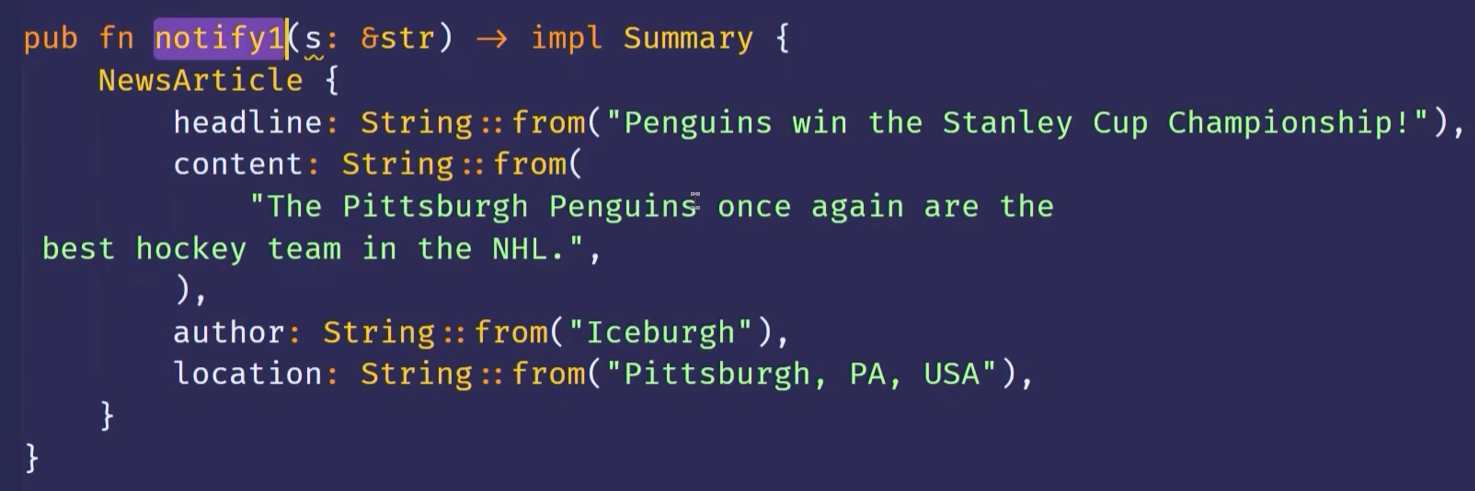 pub fn notify1(s: &str) -> impl Summary {
    NewsArticle {
        headline: String::from("Penguins win the Stanley Cup Championship!"),
        content: String::from(
            "The Pittsburgh Penguins once again are the
 best hockey team in the NHL.",
        ),
        author: String::from("Iceburgh"),
        location: String::from("Pittsburgh, PA, USA"),
    }
}